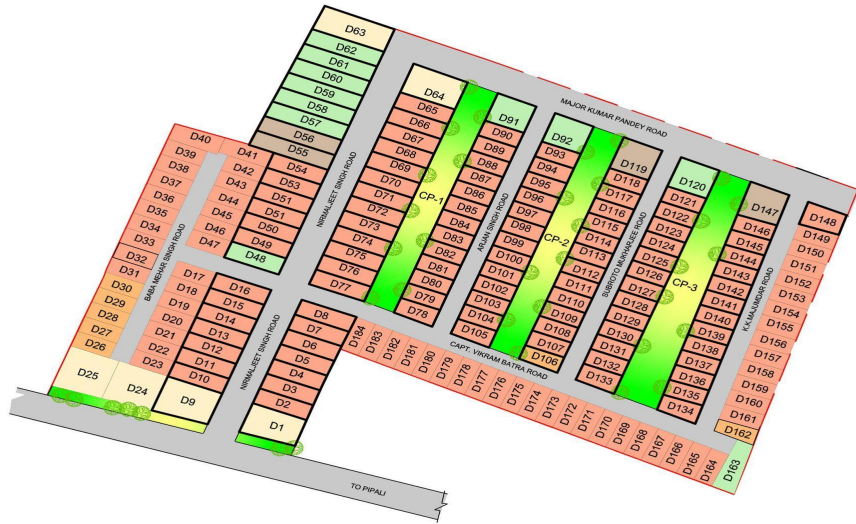 D63
D62
D61
D60
D59
D58
D57
D56
D55
D54
D53
D51
D51
D50
D49
D48
D40
D41
D39
D38
D37
D36
D35
D34
D33
D32
D31
D30
D29
D28
D27
D26
D25
D24
D42
D43
D44
D45
D46
D47
BABA MEHAR SINGH ROAD
D17
D18
D19
D20
D21
D22
D23
D16
D15
D14
D13
D12
D11
D10
D9
NIRMALJEET SINGH ROAD
NIRMALJEET SINGH ROAD
D8
D7
D6
D5
D4
D3
D2
D1
TO PIPALI
MAJOR KUMAR PANDEY ROAD
D64
D65
D66
D67
D68
D69
D70
D71
D72
D73
D74
D75
D76
D77
CP-1
D91
D90
D89
D88
D87
D86
D85
D84
D83
D82
D81
D80
D79
D78
ARJAN SINGH ROAD
D92
D93
D94
D95
D96
D97
D98
D99
D100
D101
D102
D103
D104
D105
CP-2
D119
D118
D117
D116
D115
D114
D113
D112
D111
D110
D109
D108
D107
D106
SUBROTO MUKHARJEE ROAD
D120
D121
D122
D123
D124
D125
D126
D127
D128
D129
D130
D131
D132
D133
CP-3
D147
D146
D145
D144
D143
D142
D141
D140
D139
D138
D137
D136
D135
D134
K.K.MAJUMDAR ROAD
D148
D149
D150
D151
D152
D153
D154
D155
D156
D157
D158
D159
D160
D161
D162
D163
CAPT. VIKRAM BATRA ROAD
D184
D183
D182
D181
D180
D179
D178
D177
D176
D175
D174
D173
D172
D171
D170
D169
D168
D167
D166
D165
D164